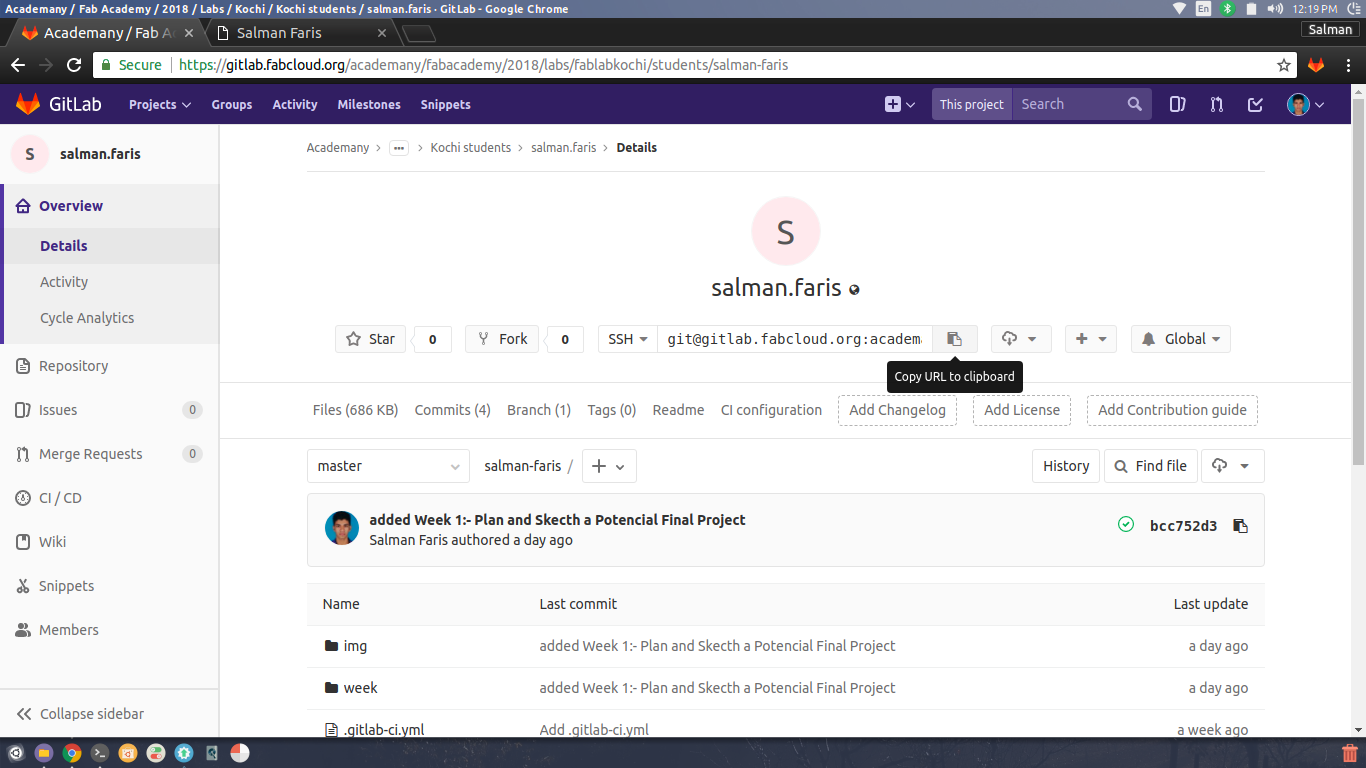 Academany / Fab Academy / 2018 / Labs / Kochi / Kochi students / salman.faris · GitLab - Google Chrome En 12:19 PM
Academany / Fab Ac Salman Faris Salman
Secure https://gitlab.fabcloud.org/academany/fabacademy/2018/labs/fablabkochi/students/salman-faris
GitLab Projects Groups Activity Milestones Snippets This project Search
S salman.faris
Academany > ... > Kochi students > salman.faris > Details
Overview
Details
Activity
Cycle Analytics
Repository
Issues 0
Merge Requests 0
CI / CD
Wiki
Snippets
Members
Collapse sidebar
S
salman.faris
Star 0 Fork 0 SSH git@gitlab.fabcloud.org:academ Global
Copy URL to clipboard
Files (686 KB) Commits (4) Branch (1) Tags (0) Readme CI configuration Add Changelog Add License Add Contribution guide
master salman-faris / History Find file
added Week 1:- Plan and Skecth a Potencial Final Project
Salman Faris authored a day ago
bcc752d3
Name Last commit Last update
img added Week 1:- Plan and Skecth a Potencial Final Project a day ago
week added Week 1:- Plan and Skecth a Potencial Final Project a day ago
.gitlab-ci.yml Add .gitlab-ci.yml a week ago